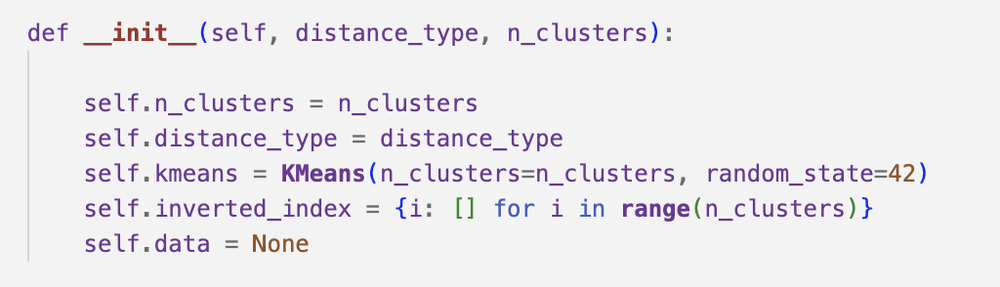 def __init__(self, distance_type, n_clusters):
self.n_clusters = n_clusters
self.distance_type = distance_type
self.kmeans = KMeans(n_clusters=n_clusters, random_state=42)
self.inverted_index = {i: [] for i in range(n_clusters)}
self.data = None